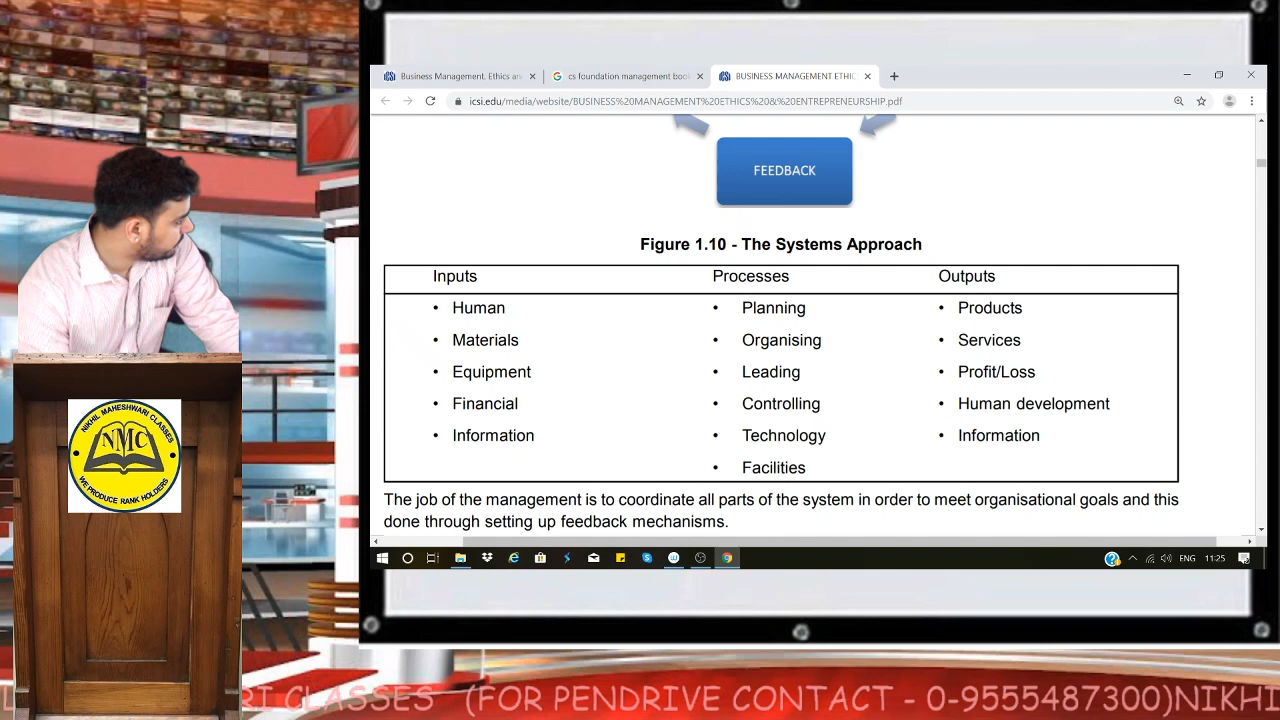 Business Management, Ethics an
cs foundation management boo
BUSINESS MANAGEMENT ETHIC
icsi.edu/media/website/BUSINESS%20MANAGEMENT%20ETHICS%20&%20ENTREPRENEURSHIP.pdf
FEEDBACK
Figure 1.10 - The Systems Approach
Inputs Processes Outputs
• Human • Planning • Products
• Materials • Organising • Services
• Equipment • Leading • Profit/Loss
• Financial • Controlling • Human development
• Information • Technology • Information
• Facilities
The job of the management is to coordinate all parts of the system in order to meet organisational goals and this
done through setting up feedback mechanisms.
ENG 11:25
NIKHIL MAHESHWARI CLASSES
NMC
WE PRODUCE RANK HOLDERS
RI CLASSES (FOR PENDRIVE CONTACT - 0-9555487300)NIKHI